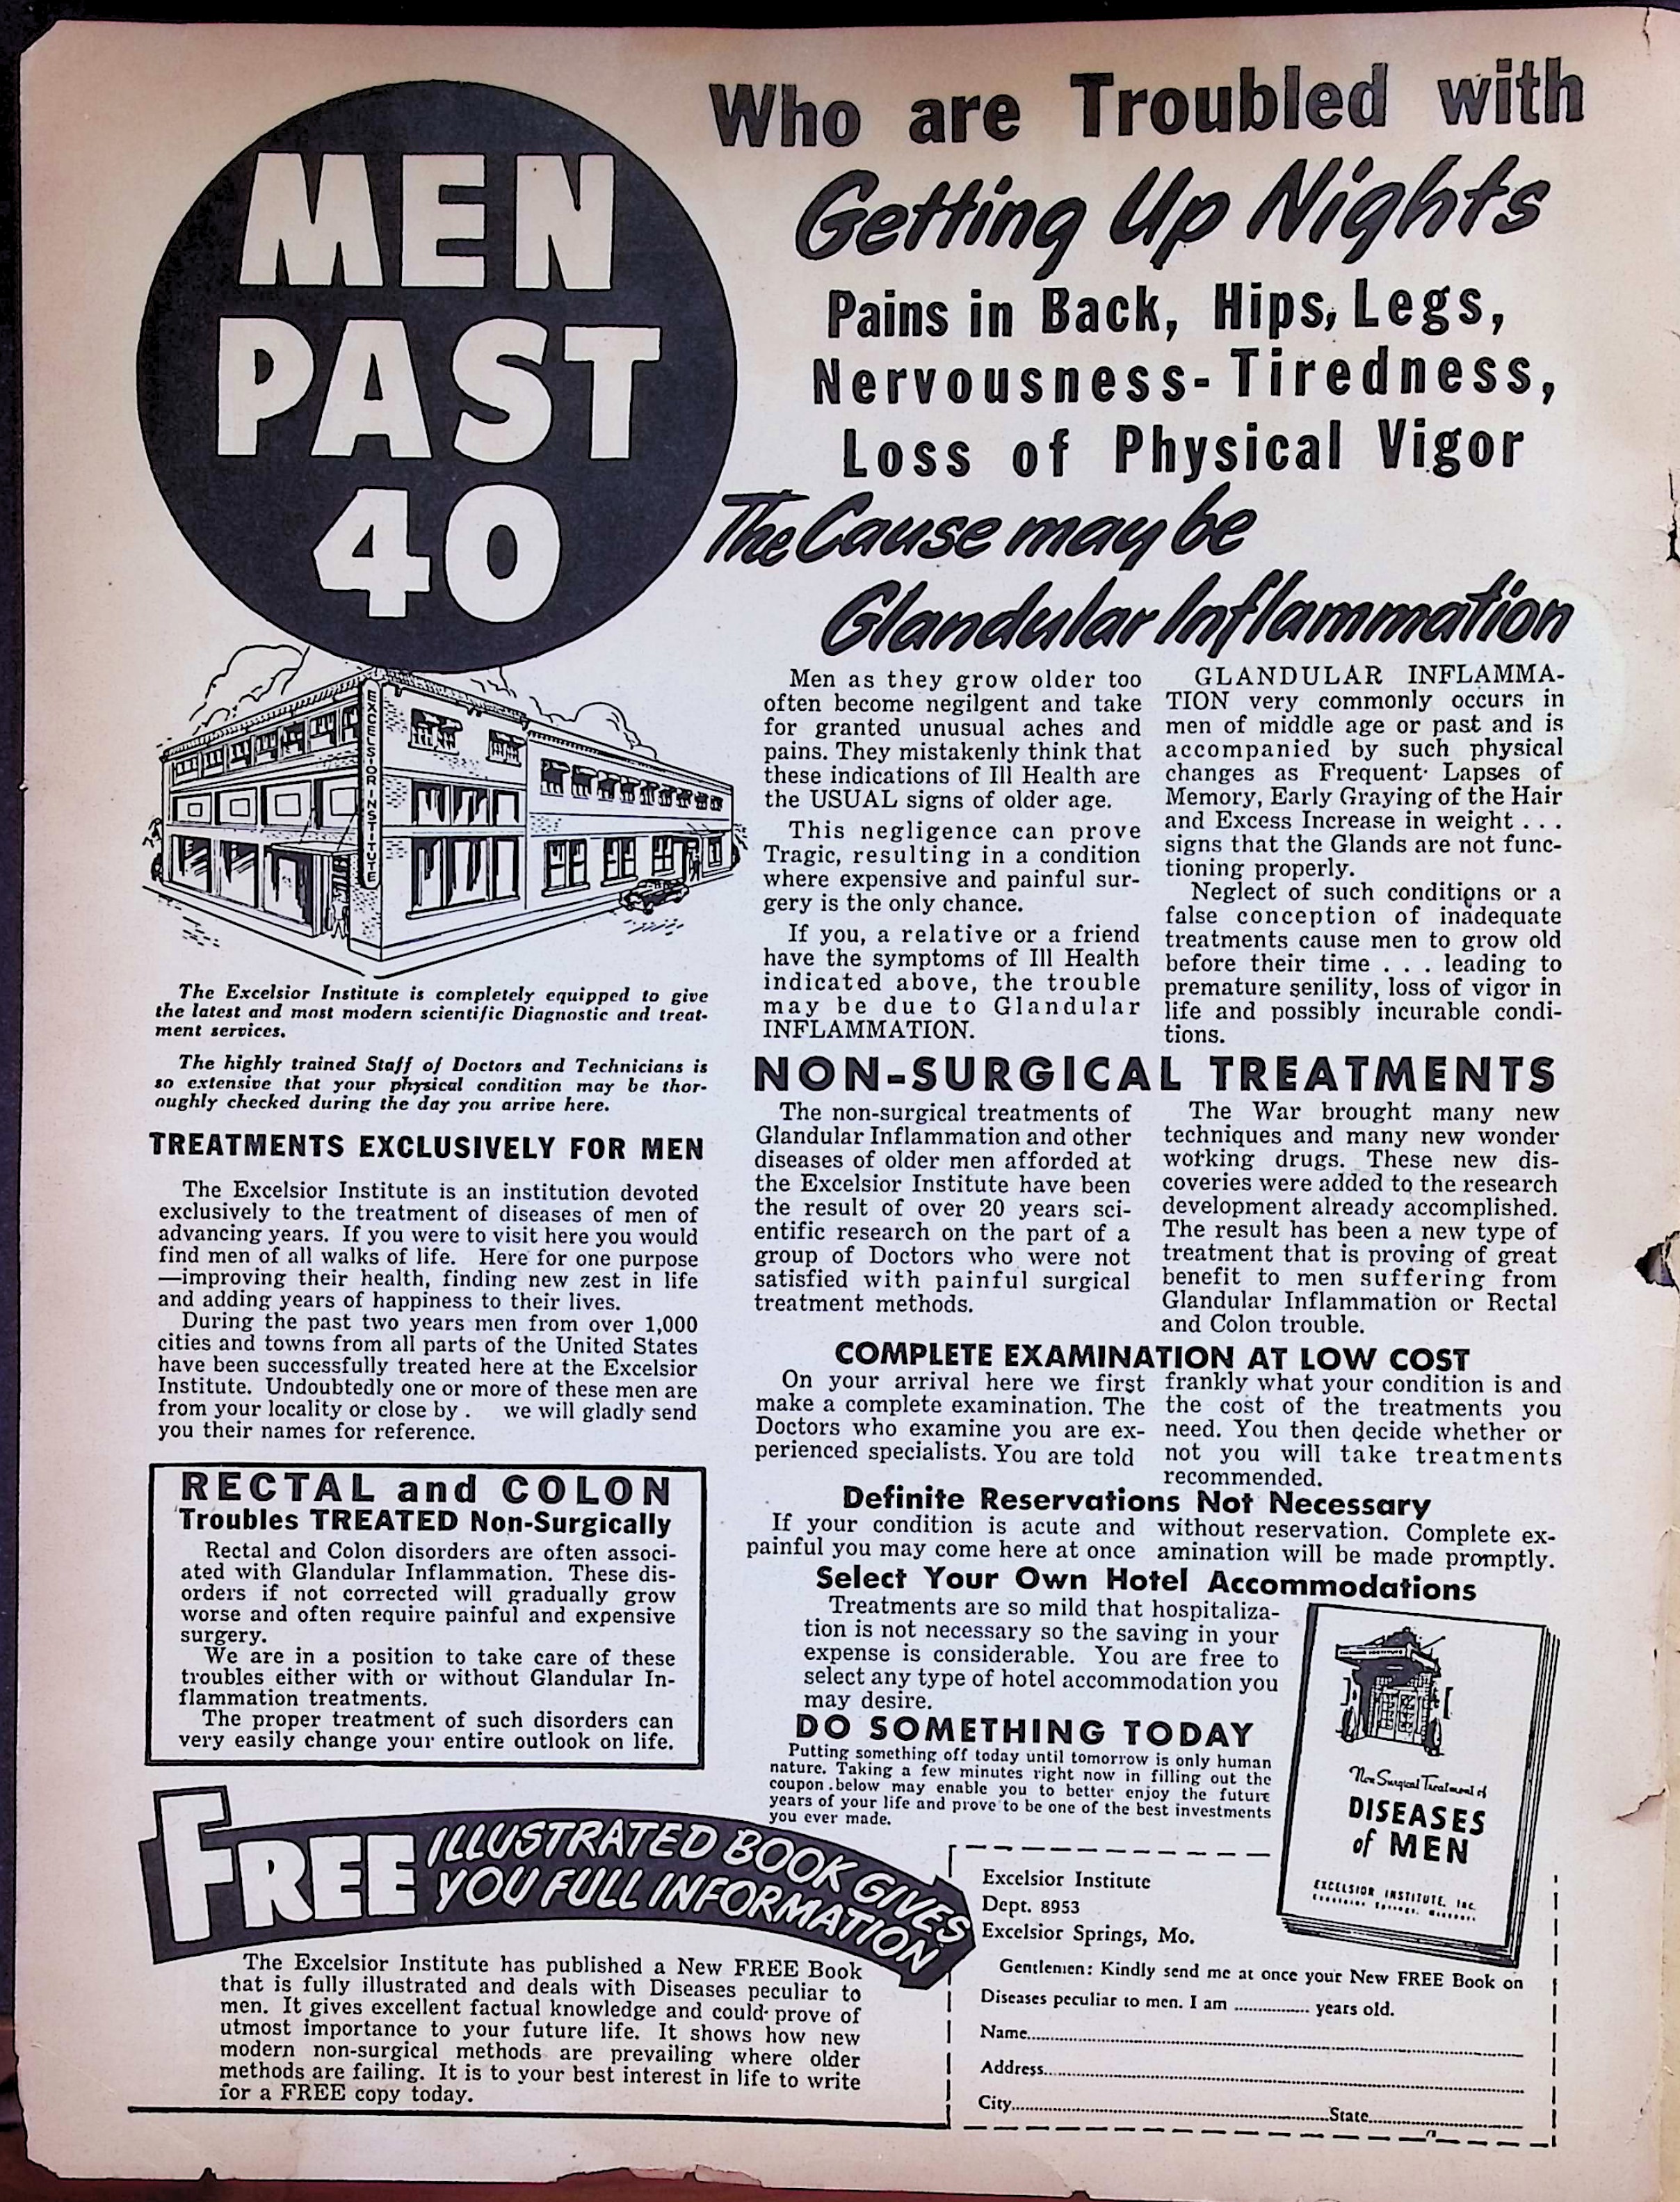 MEN
PAST
40
Who are Troubled with
Getting Up Nights
Pains in Back, Hips, Legs,
Nervousness-Tiredness,
Loss of Physical Vigor
The Cause may be
Glandular Inflammation
EXCELSIOR INSTITUTE
The Excelsior Institute is completely equipped to give
the latest and most modern scientific Diagnostic and treat-
ment services.
The highly trained Staff of Doctors and Technicians is
so extensive that your physical condition may be thor-
oughly checked during the day you arrive here.
TREATMENTS EXCLUSIVELY FOR MEN
The Excelsior Institute is an institution devoted
exclusively to the treatment of diseases of men of
advancing years. If you were to visit here you would
find men of all walks of life. Here for one purpose
—improving their health, finding new zest in life
and adding years of happiness to their lives.
During the past two years men from over 1,000
cities and towns from all parts of the United States
have been successfully treated here at the Excelsior
Institute. Undoubtedly one or more of these men are
from your locality or close by . we will gladly send
you their names for reference.
RECTAL and COLON
Troubles TREATED Non-Surgically
Rectal and Colon disorders are often associ-
ated with Glandular Inflammation. These dis-
orders if not corrected will gradually grow
worse and often require painful and expensive
surgery.
We are in a position to take care of these
troubles either with or without Glandular In-
flammation treatments.
The proper treatment of such disorders can
very easily change your entire outlook on life.
Men as they grow older too
often become negilgent and take
for granted unusual aches and
pains. They mistakenly think that
these indications of Ill Health are
the USUAL signs of older age.
This negligence can prove
Tragic, resulting in a condition
where expensive and painful sur-
gery is the only chance.
If you, a relative or a friend
have the symptoms of Ill Health
indicated above, the trouble
may be due to Glandular
INFLAMMATION.
GLANDULAR INFLAMMA-
TION very commonly occurs in
men of middle age or past and is
accompanied by such physical
changes as Frequent Lapses of
Memory, Early Graying of the Hair
and Excess Increase in weight . . .
signs that the Glands are not func-
tioning properly.
Neglect of such conditions or a
false conception of inadequate
treatments cause men to grow old
before their time . . . leading to
premature senility, loss of vigor in
life and possibly incurable condi-
tions.
NON-SURGICAL TREATMENTS
The non-surgical treatments of
Glandular Inflammation and other
diseases of older men afforded at
the Excelsior Institute have been
the result of over 20 years sci-
entific research on the part of a
group of Doctors who were not
satisfied with painful surgical
treatment methods.
The War brought many new
techniques and many new wonder
working drugs. These new dis-
coveries were added to the research
development already accomplished.
The result has been a new type of
treatment that is proving of great
benefit to men suffering from
Glandular Inflammation or Rectal
and Colon trouble.
COMPLETE EXAMINATION AT LOW COST
On your arrival here we first
make a complete examination. The
Doctors who examine you are ex-
perienced specialists. You are told
frankly what your condition is and
the cost of the treatments you
need. You then decide whether or
not you will take treatments
recommended.
Definite Reservations Not Necessary
If your condition is acute and
painful you may come here at once
without reservation. Complete ex-
amination will be made promptly.
Select Your Own Hotel Accommodations
Treatments are so mild that hospitaliza-
tion is not necessary so the saving in your
expense is considerable. You are free to
select any type of hotel accommodation you
may desire.
DO SOMETHING TODAY
Putting something off today until tomorrow is only human
nature. Taking a few minutes right now in filling out the
coupon below may enable you to better enjoy the future
years of your life and prove to be one of the best investments
you ever made.
Non Surgical Treatment of
DISEASES
of MEN
EXCELSIOR INSTITUTE, Inc.
Excelsior Springs, Missouri
FREE ILLUSTRATED BOOK GIVES
YOU FULL INFORMATION
The Excelsior Institute has published a New FREE Book
that is fully illustrated and deals with Diseases peculiar to
men. It gives excellent factual knowledge and could prove of
utmost importance to your future life. It shows how new
modern non-surgical methods are prevailing where older
methods are failing. It is to your best interest in life to write
for a FREE copy today.
Excelsior Institute
Dept. 8953
Excelsior Springs, Mo.
Gentlemen: Kindly send me at once your New FREE Book on
Diseases peculiar to men. I am ............... years old.
Name
Address
City State